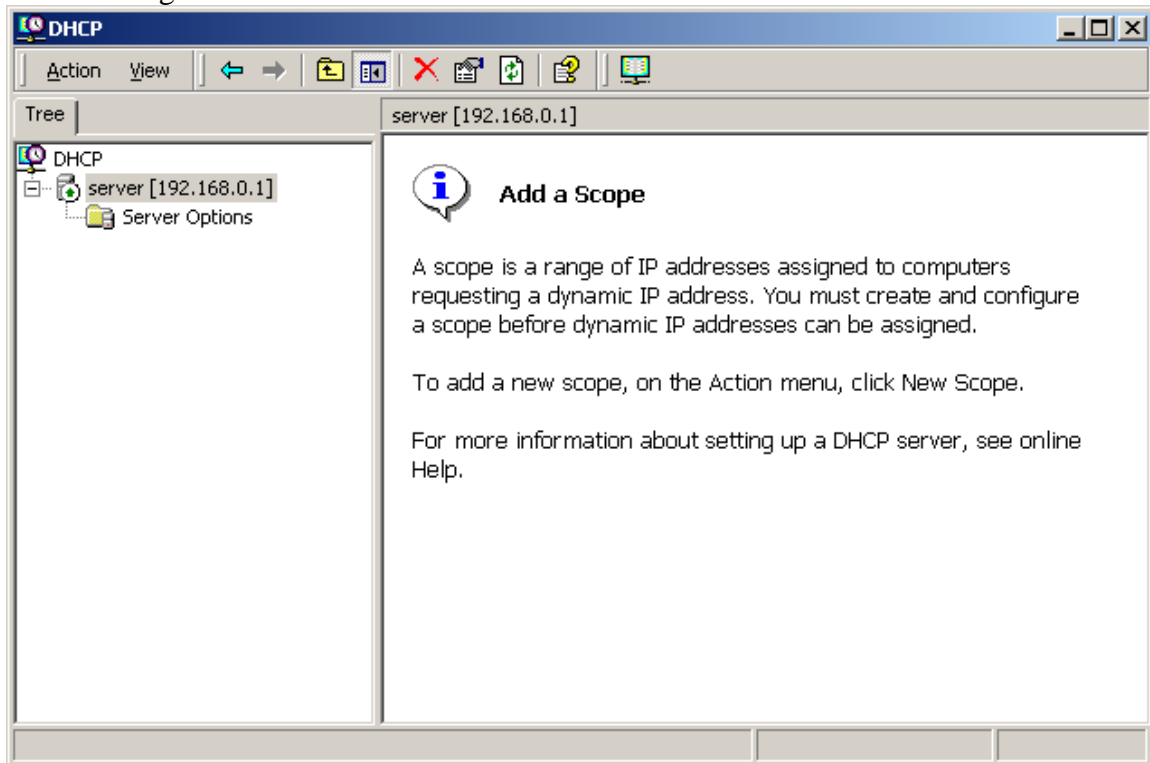 DHCP
Action View
Tree
server [192.168.0.1]
DHCP
server [192.168.0.1]
Server Options
Add a Scope
A scope is a range of IP addresses assigned to computers
requesting a dynamic IP address. You must create and configure
a scope before dynamic IP addresses can be assigned.
To add a new scope, on the Action menu, click New Scope.
For more information about setting up a DHCP server, see online
Help.